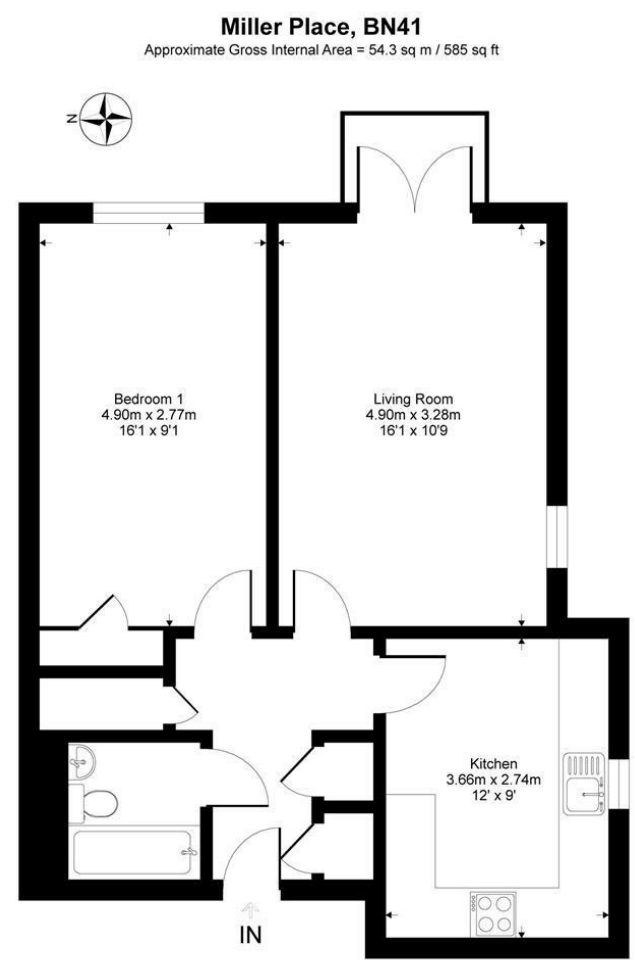 Miller Place, BN41
Approximate Gross Internal Area = 54.3 sq m / 585 sq ft
N
Bedroom 1
4.90m x 2.77m
16'1 x 9'1
Living Room
4.90m x 3.28m
16'1 x 10'9
Kitchen
3.66m x 2.74m
12' x 9'
IN